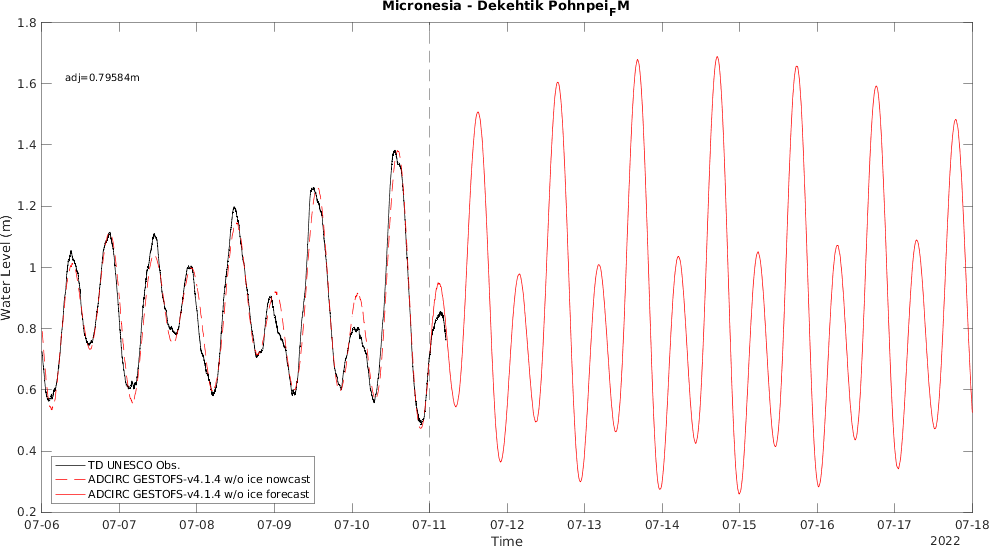 Micronesia - Dekehtik Pohnpei_FM
1.8
adj=0.79584m
1.6
1.4
1.2
1
0.8
0.6
0.4
0.2
Water Level (m)
TD UNESCO Obs.
ADCIRC GESTOFS-v4.1.4 w/o ice nowcast
ADCIRC GESTOFS-v4.1.4 w/o ice forecast
07-06 07-07 07-08 07-09 07-10 07-11 07-12 07-13 07-14 07-15 07-16 07-17 07-18
Time
2022